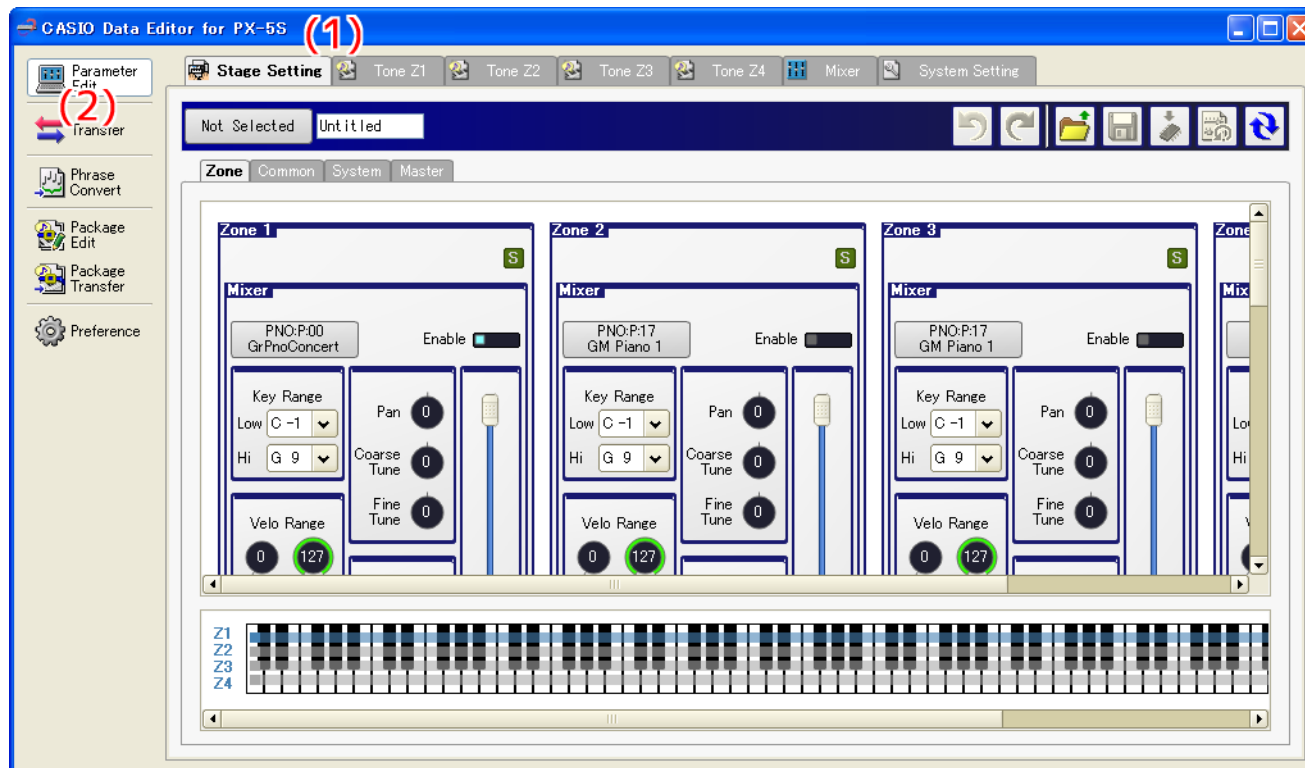 CASIO Data Editor for PX-5S
(1)
Parameter
Edit
(2)
Transfer
Phrase
Convert
Package
Edit
Package
Transfer
Preference
Stage Setting
Tone Z1
Tone Z2
Tone Z3
Tone Z4
Mixer
System Setting
Not Selected
Untitled
Zone
Common
System
Master
Zone 1
S
Mixer
PNO:P:00
GrPnoConcert
Enable
Key Range
Low C -1
Hi G 9
Pan 0
Coarse
Tune 0
Fine
Tune 0
Velo Range
0 127
Zone 2
S
Mixer
PNO:P:17
GM Piano 1
Enable
Key Range
Low C -1
Hi G 9
Pan 0
Coarse
Tune 0
Fine
Tune 0
Velo Range
0 127
Zone 3
S
Mixer
PNO:P:17
GM Piano 1
Enable
Key Range
Low C -1
Hi G 9
Pan 0
Coarse
Tune 0
Fine
Tune 0
Velo Range
0 127
Zone
Mix
Hi
Z1
Z2
Z3
Z4